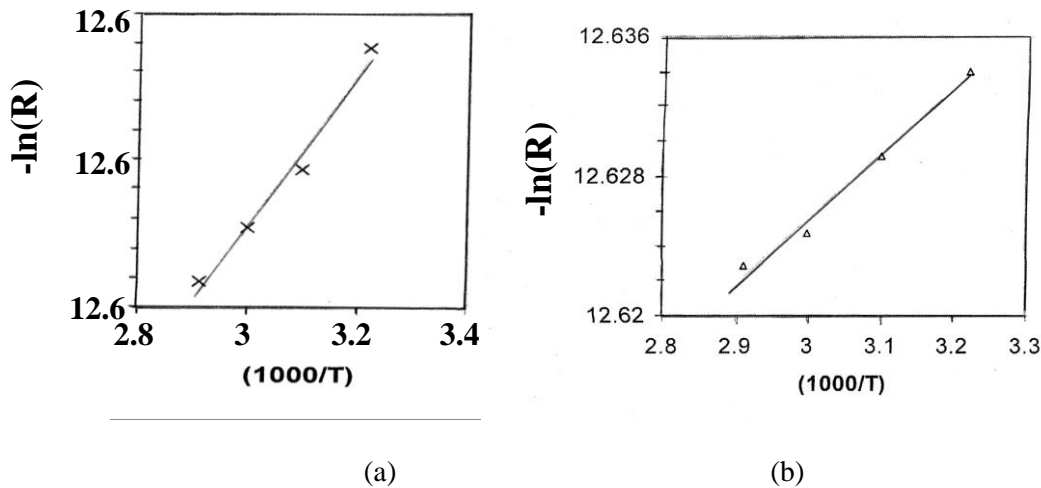 12.6
12.6
12.6
-ln(R)
2.8 3 3.2 3.4
(1000/T)
(a)
12.636
12.628
12.62
-ln(R)
2.8 2.9 3 3.1 3.2 3.3
(1000/T)
(b)